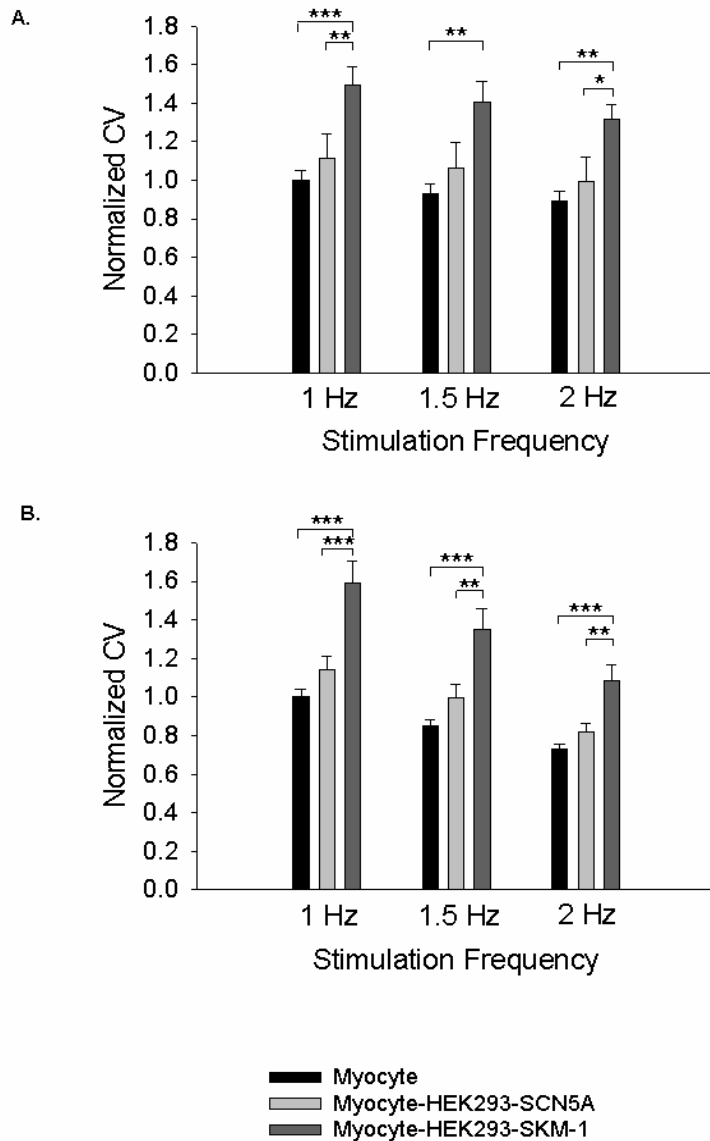 A.
Normalized CV
1.8
1.6
1.4
1.2
1.0
0.8
0.6
0.4
0.2
0.0
***
**
**
**
*
1 Hz 1.5 Hz 2 Hz
Stimulation Frequency
B.
Normalized CV
1.8
1.6
1.4
1.2
1.0
0.8
0.6
0.4
0.2
0.0
***
***
***
**
***
**
1 Hz 1.5 Hz 2 Hz
Stimulation Frequency
Myocyte
Myocyte-HEK293-SCN5A
Myocyte-HEK293-SKM-1